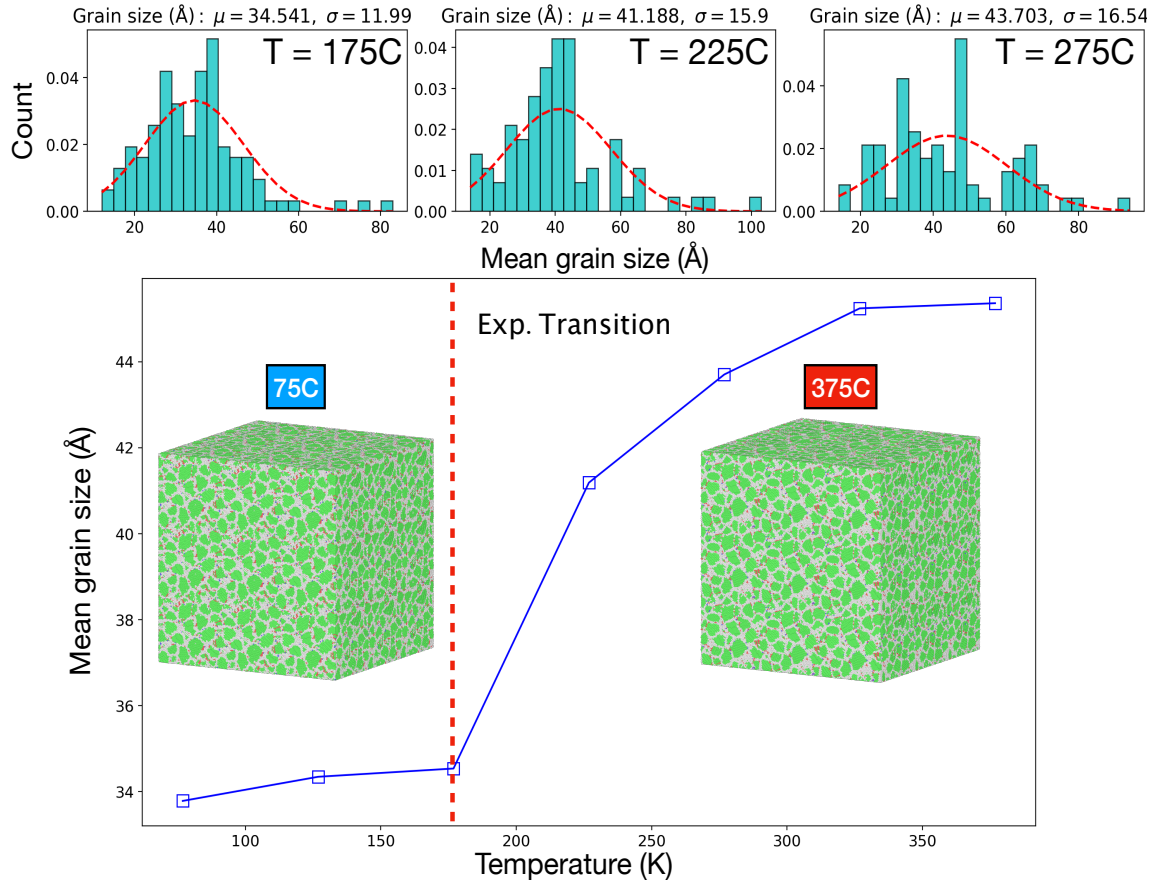 Grain size (Å): μ = 34.541, σ = 11.99
Grain size (Å): μ = 41.188, σ = 15.9
Grain size (Å): μ = 43.703, σ = 16.54
T = 175C
T = 225C
T = 275C
Count
0.04
0.02
0.00
20
40
60
80
0.04
0.03
0.02
0.01
0.00
20
40
60
80
100
0.04
0.02
0.00
20
40
60
80
Mean grain size (Å)
Exp. Transition
75C
375C
Mean grain size (Å)
44
42
40
38
36
34
100
150
200
250
300
350
Temperature (K)